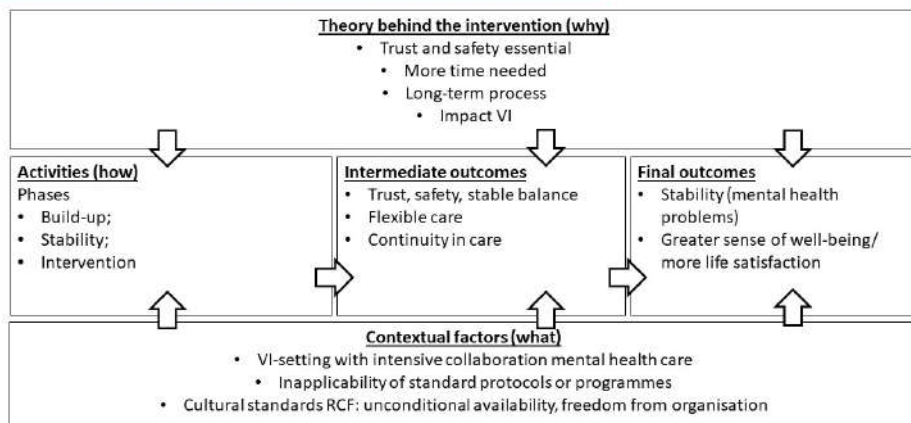 Theory behind the intervention (why)
• Trust and safety essential
• More time needed
• Long-term process
• Impact VI
Activities (how)
Phases
• Build-up;
• Stability;
• Intervention
Intermediate outcomes
• Trust, safety, stable balance
• Flexible care
• Continuity in care
Final outcomes
• Stability (mental health
problems)
• Greater sense of well-being/
more life satisfaction
Contextual factors (what)
• VI-setting with intensive collaboration mental health care
• Inapplicability of standard protocols or programmes
• Cultural standards RCF: unconditional availability, freedom from organisation